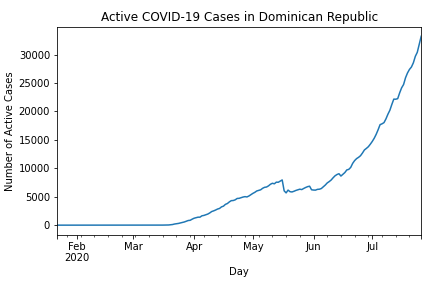 Active COVID-19 Cases in Dominican Republic
Number of Active Cases
30000
25000
20000
15000
10000
5000
0
Feb Mar Apr May Jun Jul
2020
Day